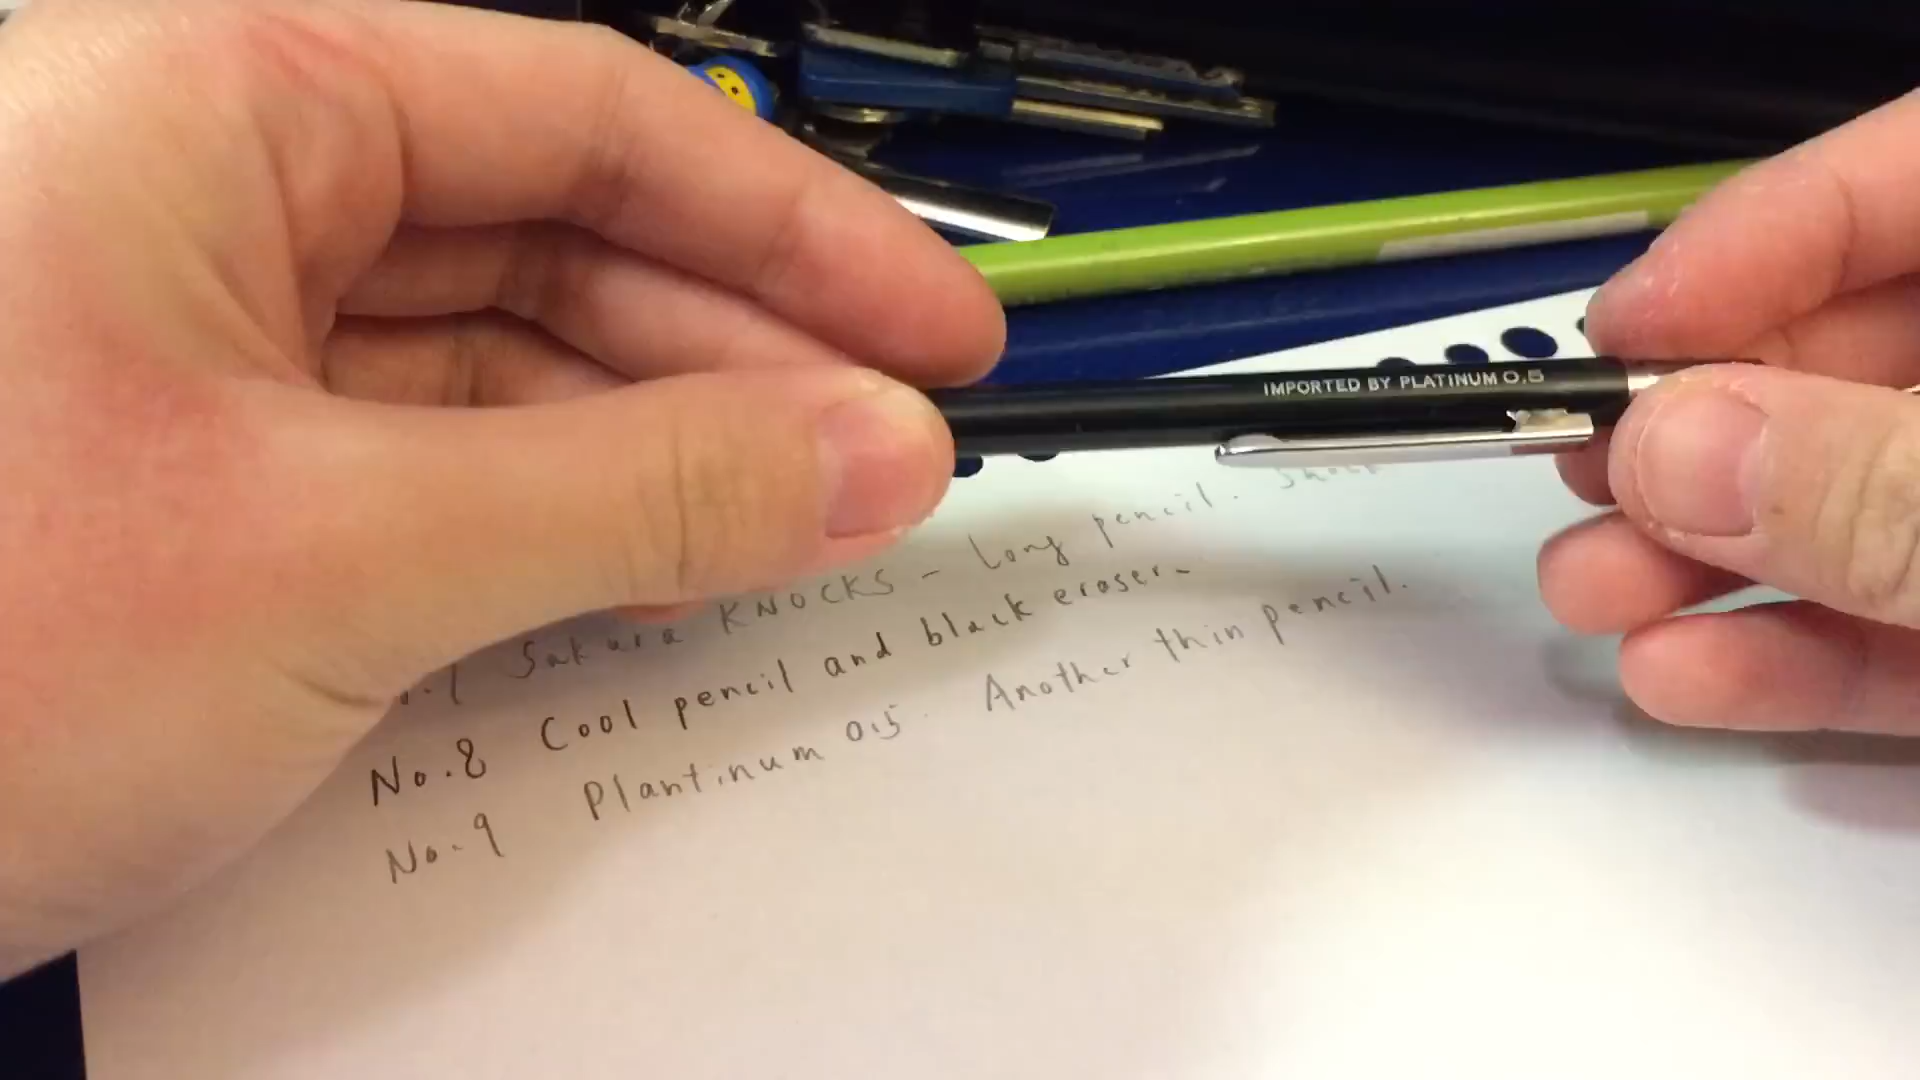 IMPORTED BY PLATINUM 0.5
Sakura KNOCKS - Long pencil.
No.8 Cool pencil and black eraser.
No.9 Plantinum 0.5. Another thin pencil.